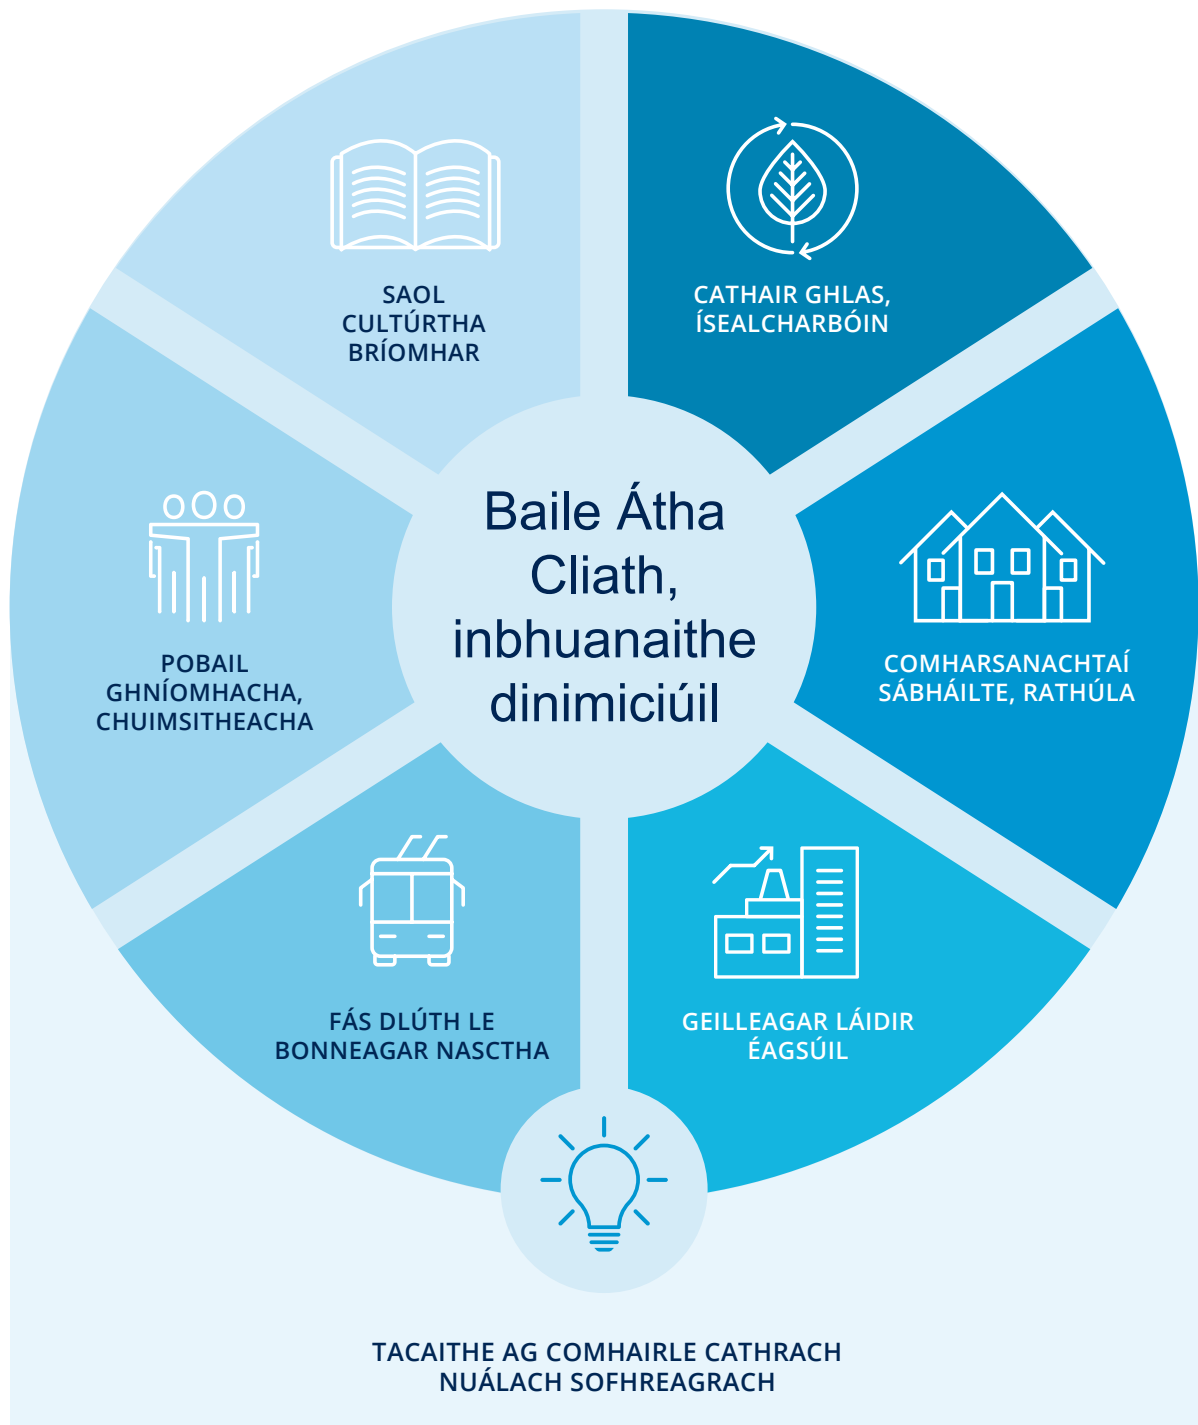 SAOL
CULTÚRTHA
BRÍOMHAR
CATHAIR GHLAS,
ÍSEALCHARBÓIN
Baile Átha
Cliath,
inbhuanaithe
dinimiciúil
POBAIL
GHNÍOMHACHA,
CHUIMSITHEACHA
COMHARSANACHTAÍ
SÁBHÁILTE, RATHÚLA
FÁS DLÚTH LE
BONNEAGAR NASCTHA
GEILLEAGAR LÁIDIR
ÉAGSÚIL
TACAITHE AG COMHAIRLE CATHRACH
NUÁLACH SOFHREAGRACH